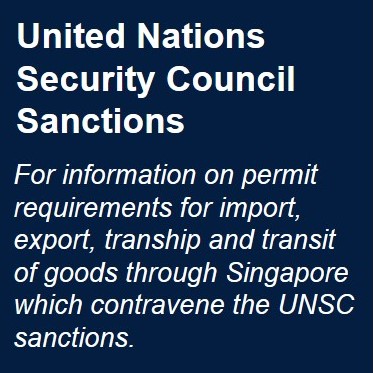 United Nations
Security Council
Sanctions
For information on permit
requirements for import,
export, tranship and transit
of goods through Singapore
which contravene the UNSC
sanctions.